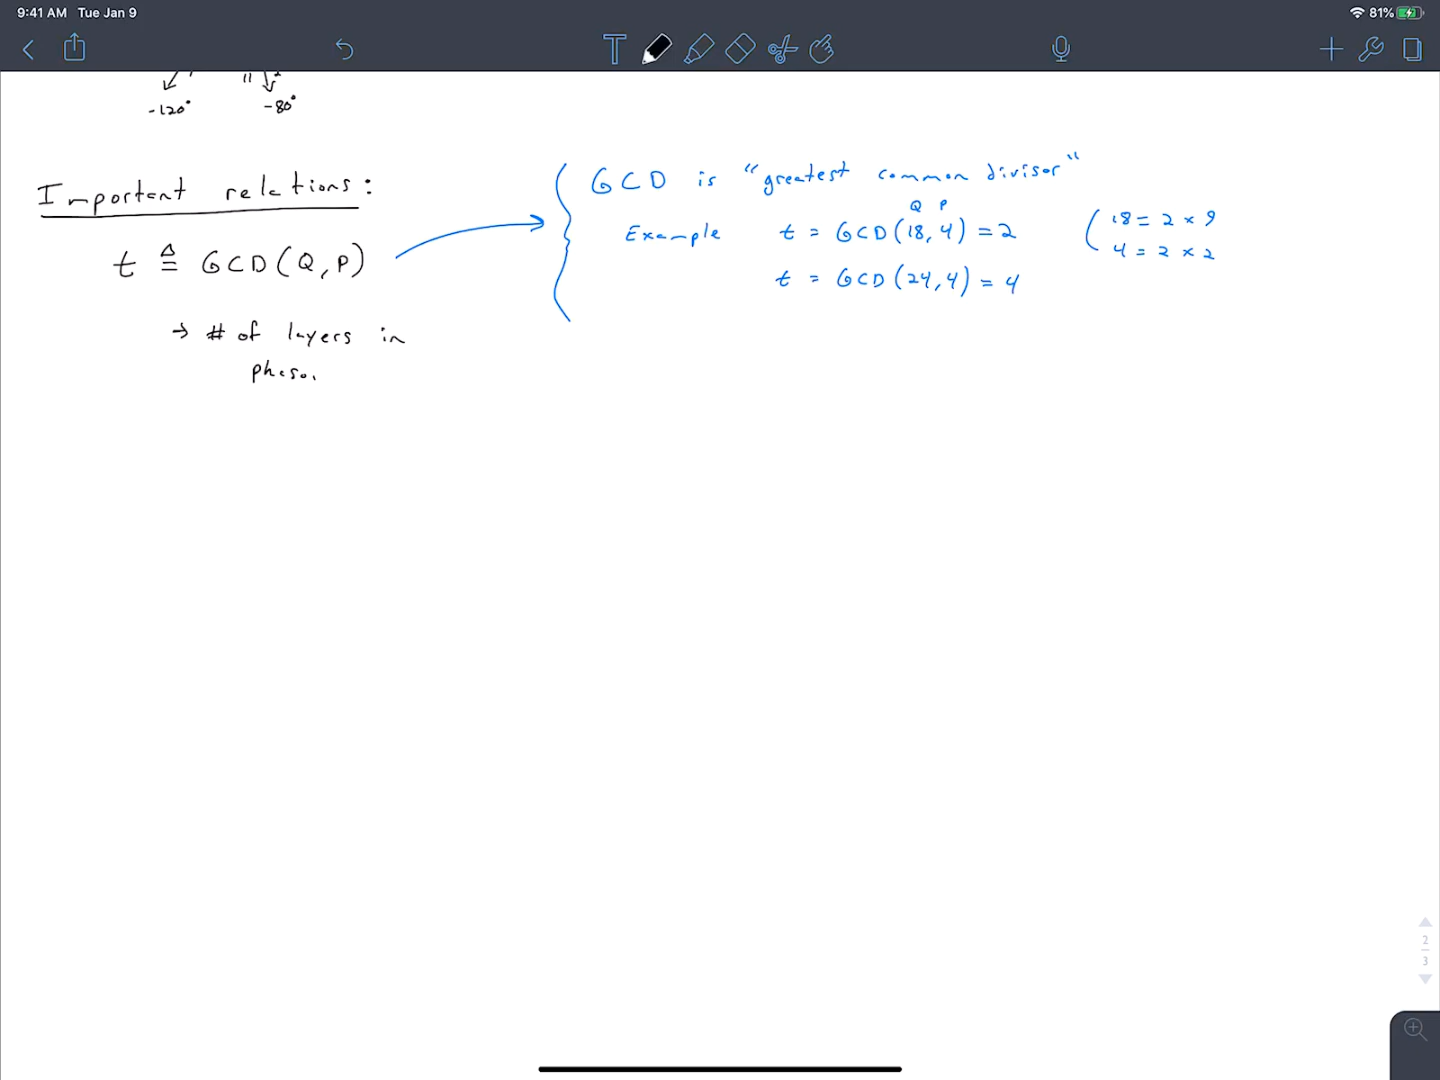 9:41 AM Tue Jan 9
81%
-120°
-80°
Important relations:
t ≜ GCD(Q,P)
→ # of layers in
phaso
GCD is "greatest common divisor"
Q P
Example t = GCD(18,4) = 2
t = GCD(24,4) = 4
18 = 2 × 9
4 = 2 × 2
2
3